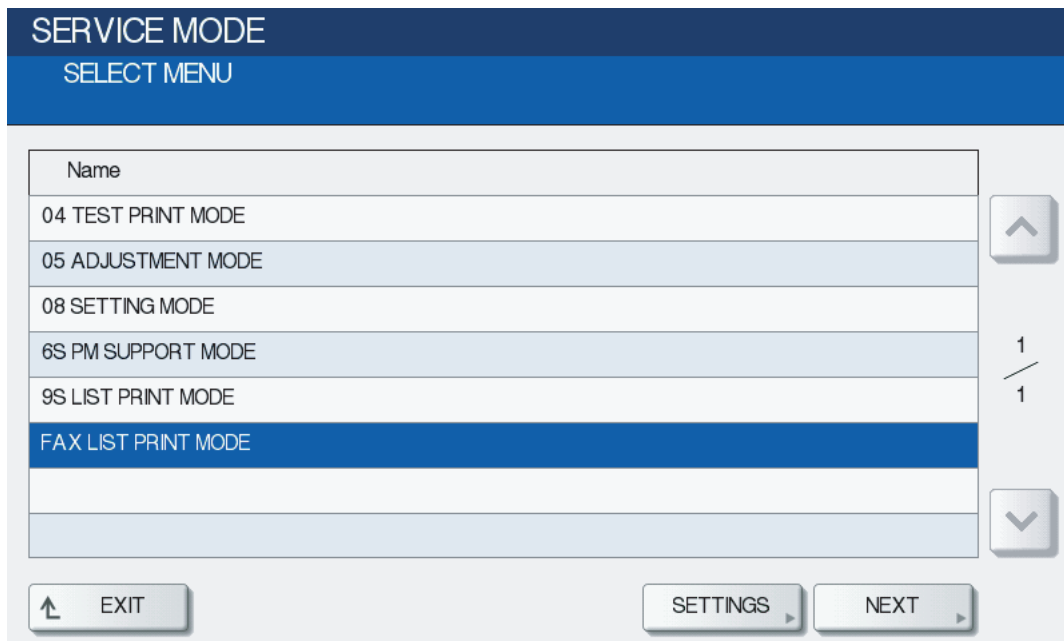 SERVICE MODE
SELECT MENU
Name
04 TEST PRINT MODE
05 ADJUSTMENT MODE
08 SETTING MODE
6S PM SUPPORT MODE
9S LIST PRINT MODE
FAX LIST PRINT MODE
1
1
EXIT
SETTINGS
NEXT